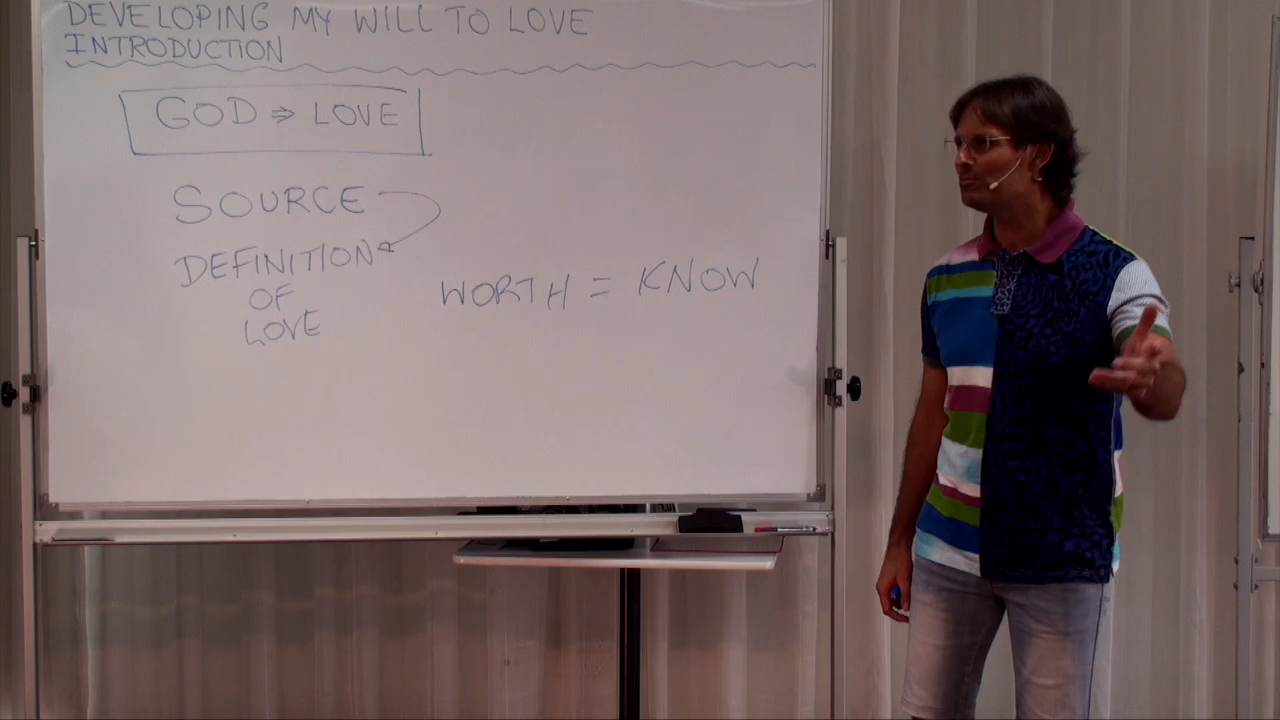 DEVELOPING MY WILL TO LOVE
INTRODUCTION
GOD ⇒ LOVE
SOURCE
DEFINITION
OF
LOVE
WORTH = KNOW